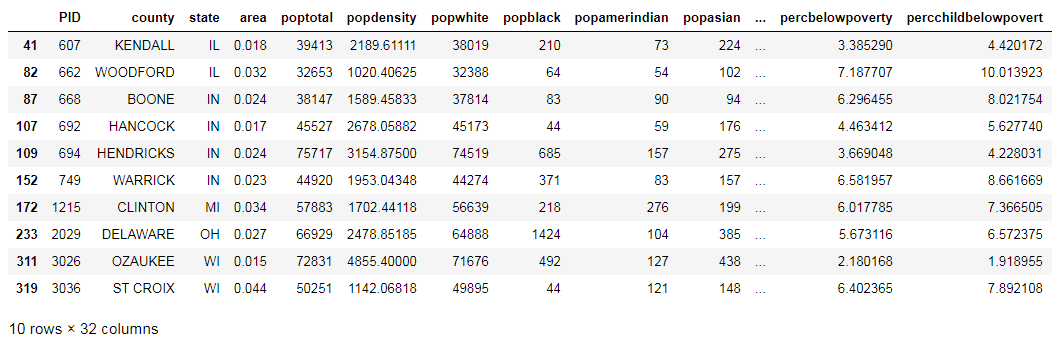 PID county state area poptotal popdensity popwhite popblack popamerindian popasian ... percbelowpoverty percchildbelowpovert
41 607 KENDALL IL 0.018 39413 2189.61111 38019 210 73 224 ... 3.385290 4.420172
82 662 WOODFORD IL 0.032 32653 1020.40625 32388 64 54 102 ... 7.187707 10.013923
87 668 BOONE IN 0.024 38147 1589.45833 37814 83 90 94 ... 6.296455 8.021754
107 692 HANCOCK IN 0.017 45527 2678.05882 45173 44 59 176 ... 4.463412 5.627740
109 694 HENDRICKS IN 0.024 75717 3154.87500 74519 685 157 275 ... 3.669048 4.228031
152 749 WARRICK IN 0.023 44920 1953.04348 44274 371 83 157 ... 6.581957 8.661669
172 1215 CLINTON MI 0.034 57883 1702.44118 56639 218 276 199 ... 6.017785 7.366505
233 2029 DELAWARE OH 0.027 66929 2478.85185 64888 1424 104 385 ... 5.673116 6.572375
311 3026 OZAUKEE WI 0.015 72831 4855.40000 71676 492 127 438 ... 2.180168 1.918955
319 3036 ST CROIX WI 0.044 50251 1142.06818 49895 44 121 148 ... 6.402365 7.892108
10 rows × 32 columns